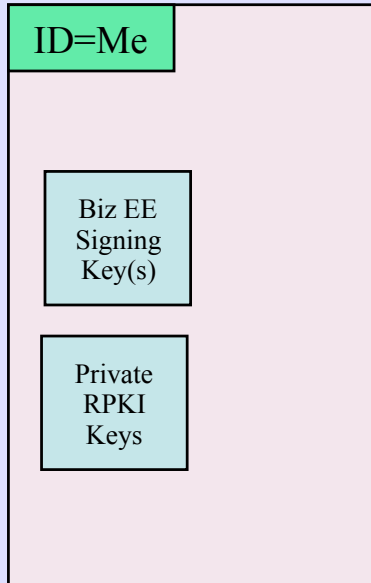 ID=Me
Biz EE
Signing
Key(s)
Private
RPKI
Keys